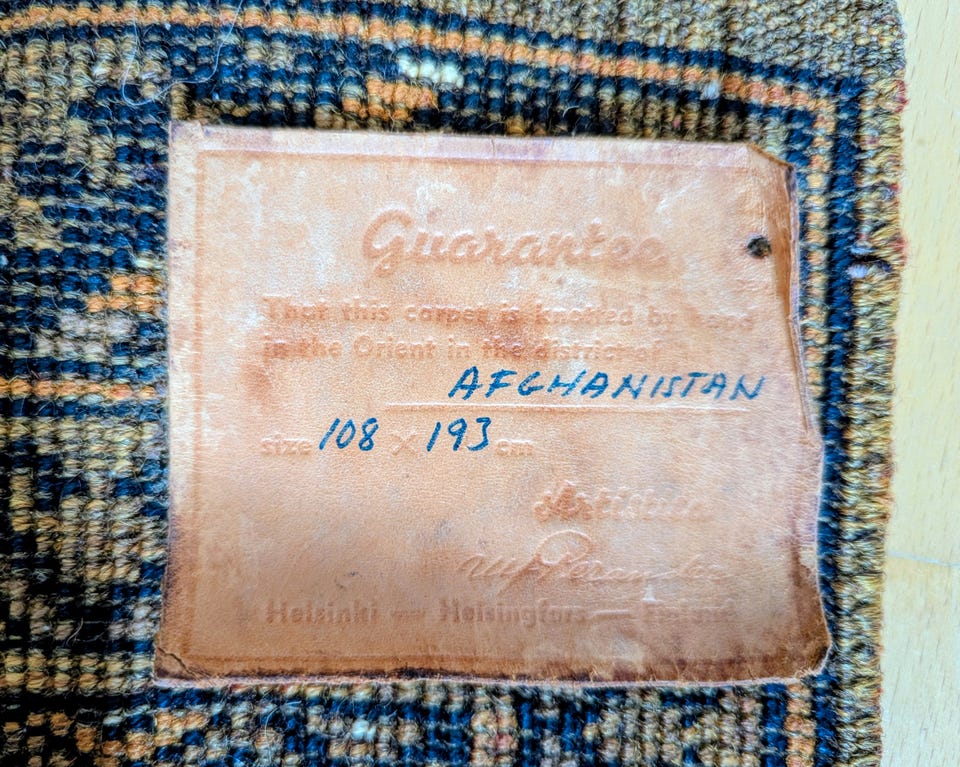 Guarantee
That this carpet is knotted by hand
in the Orient in the district of
AFGHANISTAN
size 108 X 193 cm
Helsinki — Helsingfors — Finland